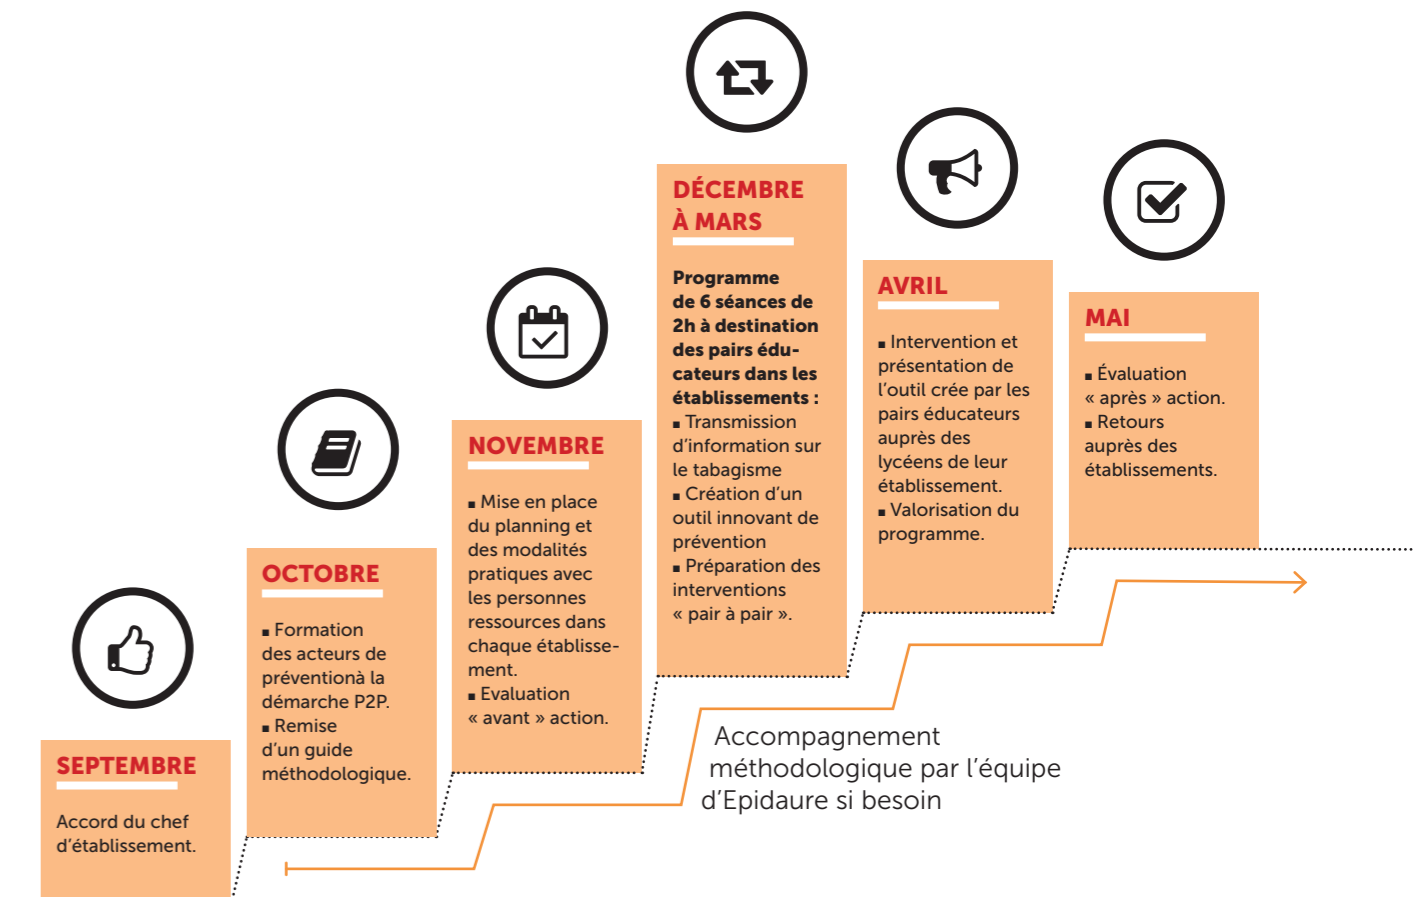 SEPTEMBRE
Accord du chef
d’établissement.
OCTOBRE
▪ Formation
des acteurs de
préventionà la
démarche P2P.
▪ Remise
d’un guide
méthodologique.
NOVEMBRE
▪ Mise en place
du planning et
des modalités
pratiques avec
les personnes
ressources dans
chaque établisse-
ment.
▪ Evaluation
« avant » action.
DÉCEMBRE
À MARS
Programme
de 6 séances de
2h à destination
des pairs édu-
cateurs dans les
établissements :
▪ Transmission
d’information sur
le tabagisme
▪ Création d’un
outil innovant de
prévention
▪ Préparation des
interventions
« pair à pair ».
AVRIL
▪ Intervention et
présentation de
l’outil crée par les
pairs éducateurs
auprès des
lycéens de leur
établissement.
▪ Valorisation du
programme.
MAI
▪ Évaluation
« après » action.
▪ Retours
auprès des
établissements.
Accompagnement
méthodologique par l’équipe
d’Epidaure si besoin